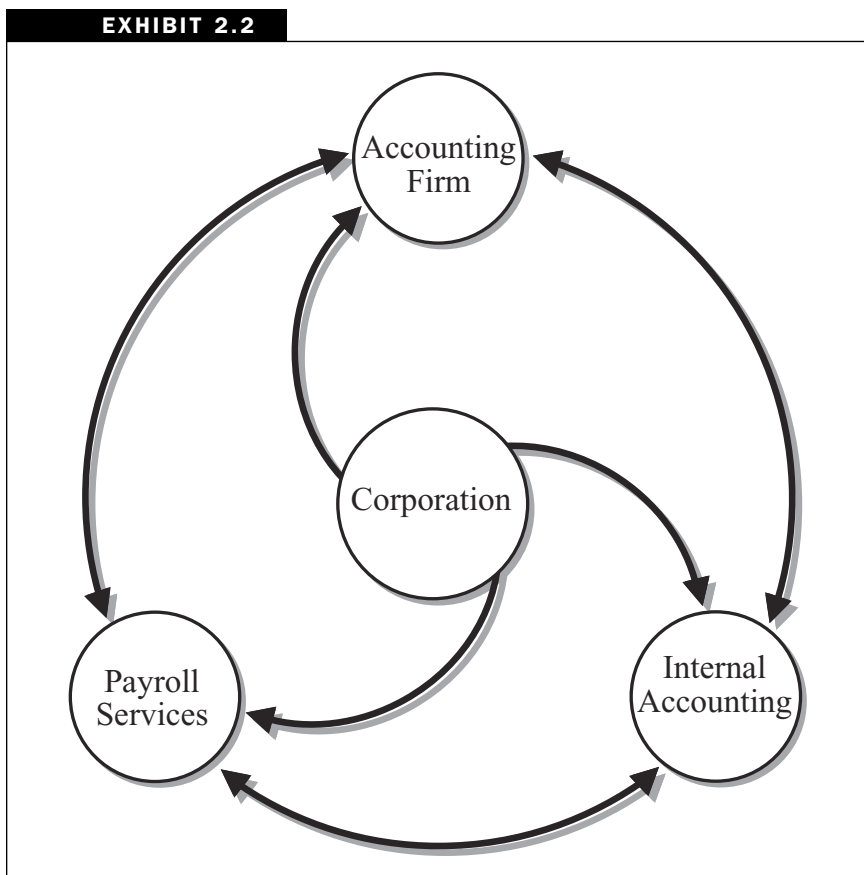 EXHIBIT 2.2
Accounting
Firm
Corporation
Payroll
Services
Internal
Accounting